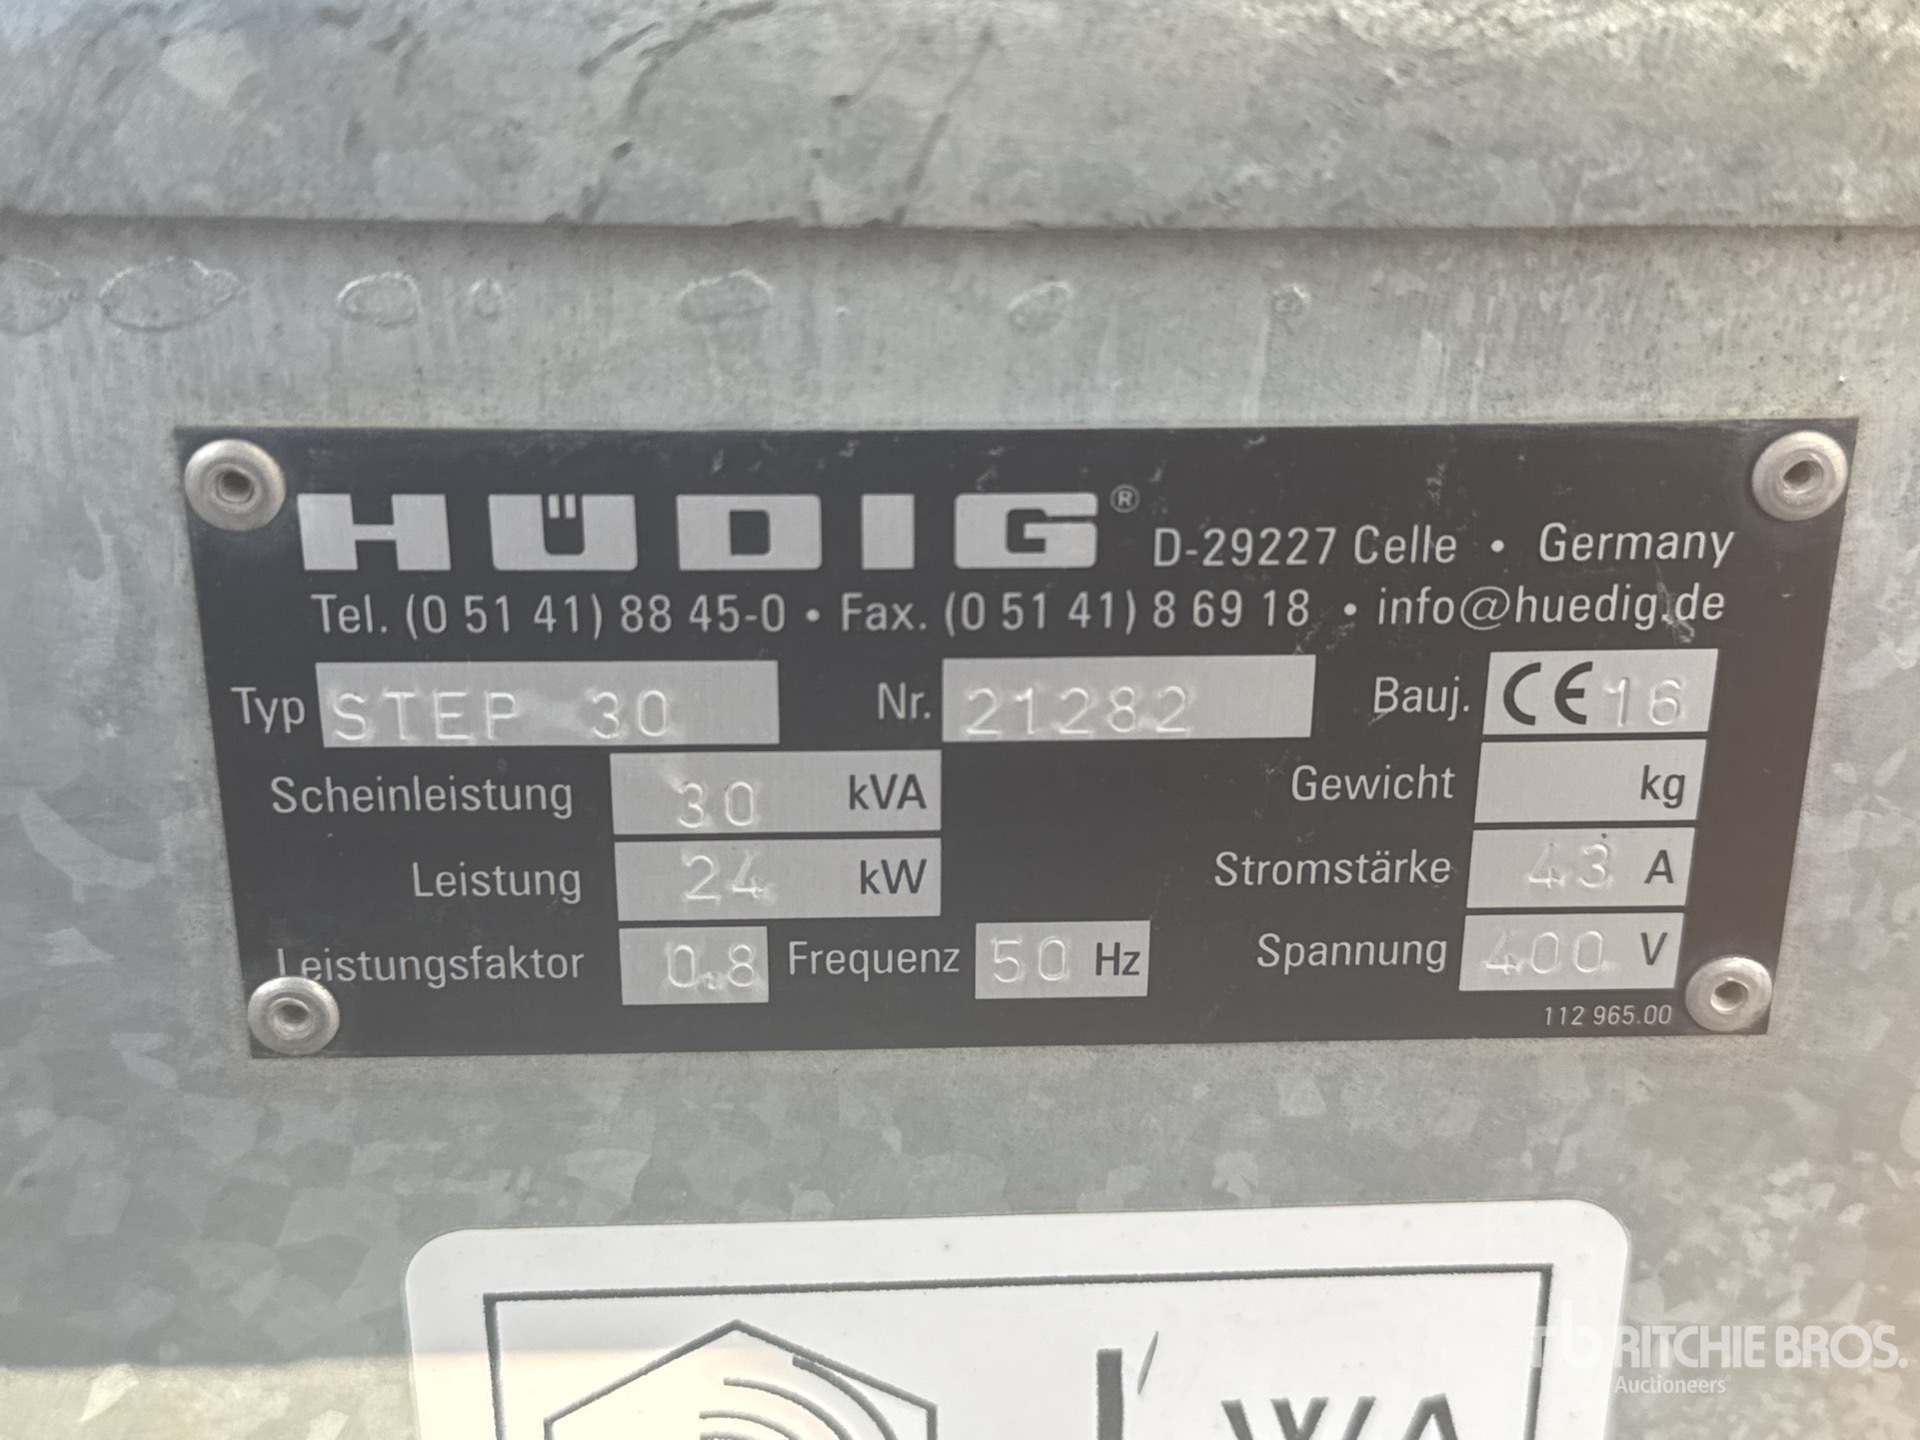 HÜDIG® D-29227 Celle • Germany
Tel. (0 51 41) 88 45-0 • Fax. (0 51 41) 8 69 18 • info@huedig.de
Typ STEP 30 Nr. 21282 Bauj. CE 16
Scheinleistung 30 kVA Gewicht kg
Leistung 24 kW Stromstärke 43 A
Leistungsfaktor 0.8 Frequenz 50 Hz Spannung 400 V
112 965.00
RITCHIE BROS.
Auctioneers
L WA